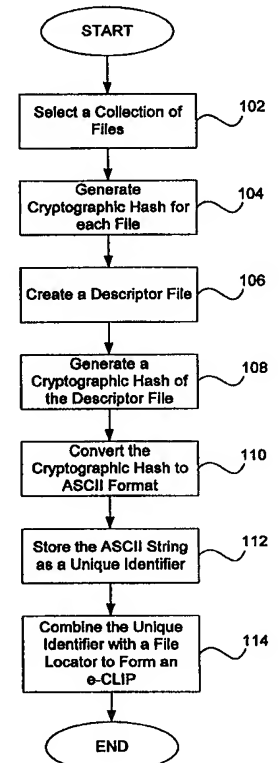 START
Select a Collection of
Files
102
Generate
Cryptographic Hash for
each File
104
Create a Descriptor File
106
Generate a
Cryptographic Hash of
the Descriptor File
108
Convert the
Cryptographic Hash to
ASCII Format
110
Store the ASCII String
as a Unique Identifier
112
Combine the Unique
Identifier with a File
Locator to Form an
e-CLIP
114
END